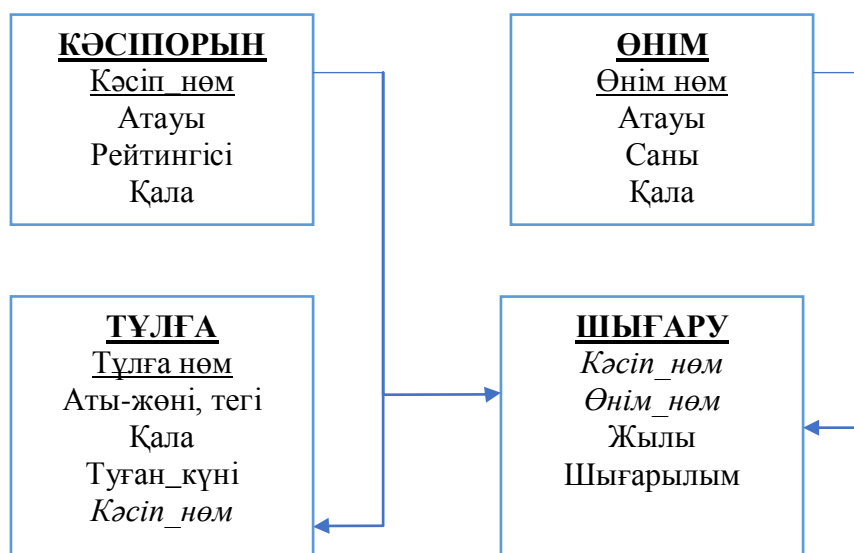 КӘСІПОРЫН
Кәсіп_нөм
Атауы
Рейтингісі
Қала
ӨНІМ
Өнім нөм
Атауы
Саны
Қала
ТҰЛҒА
Тұлға нөм
Аты-жөні, тегі
Қала
Туған_күні
Кәсіп_нөм
ШЫҒАРУ
Кәсіп_нөм
Өнім_нөм
Жылы
Шығарылым